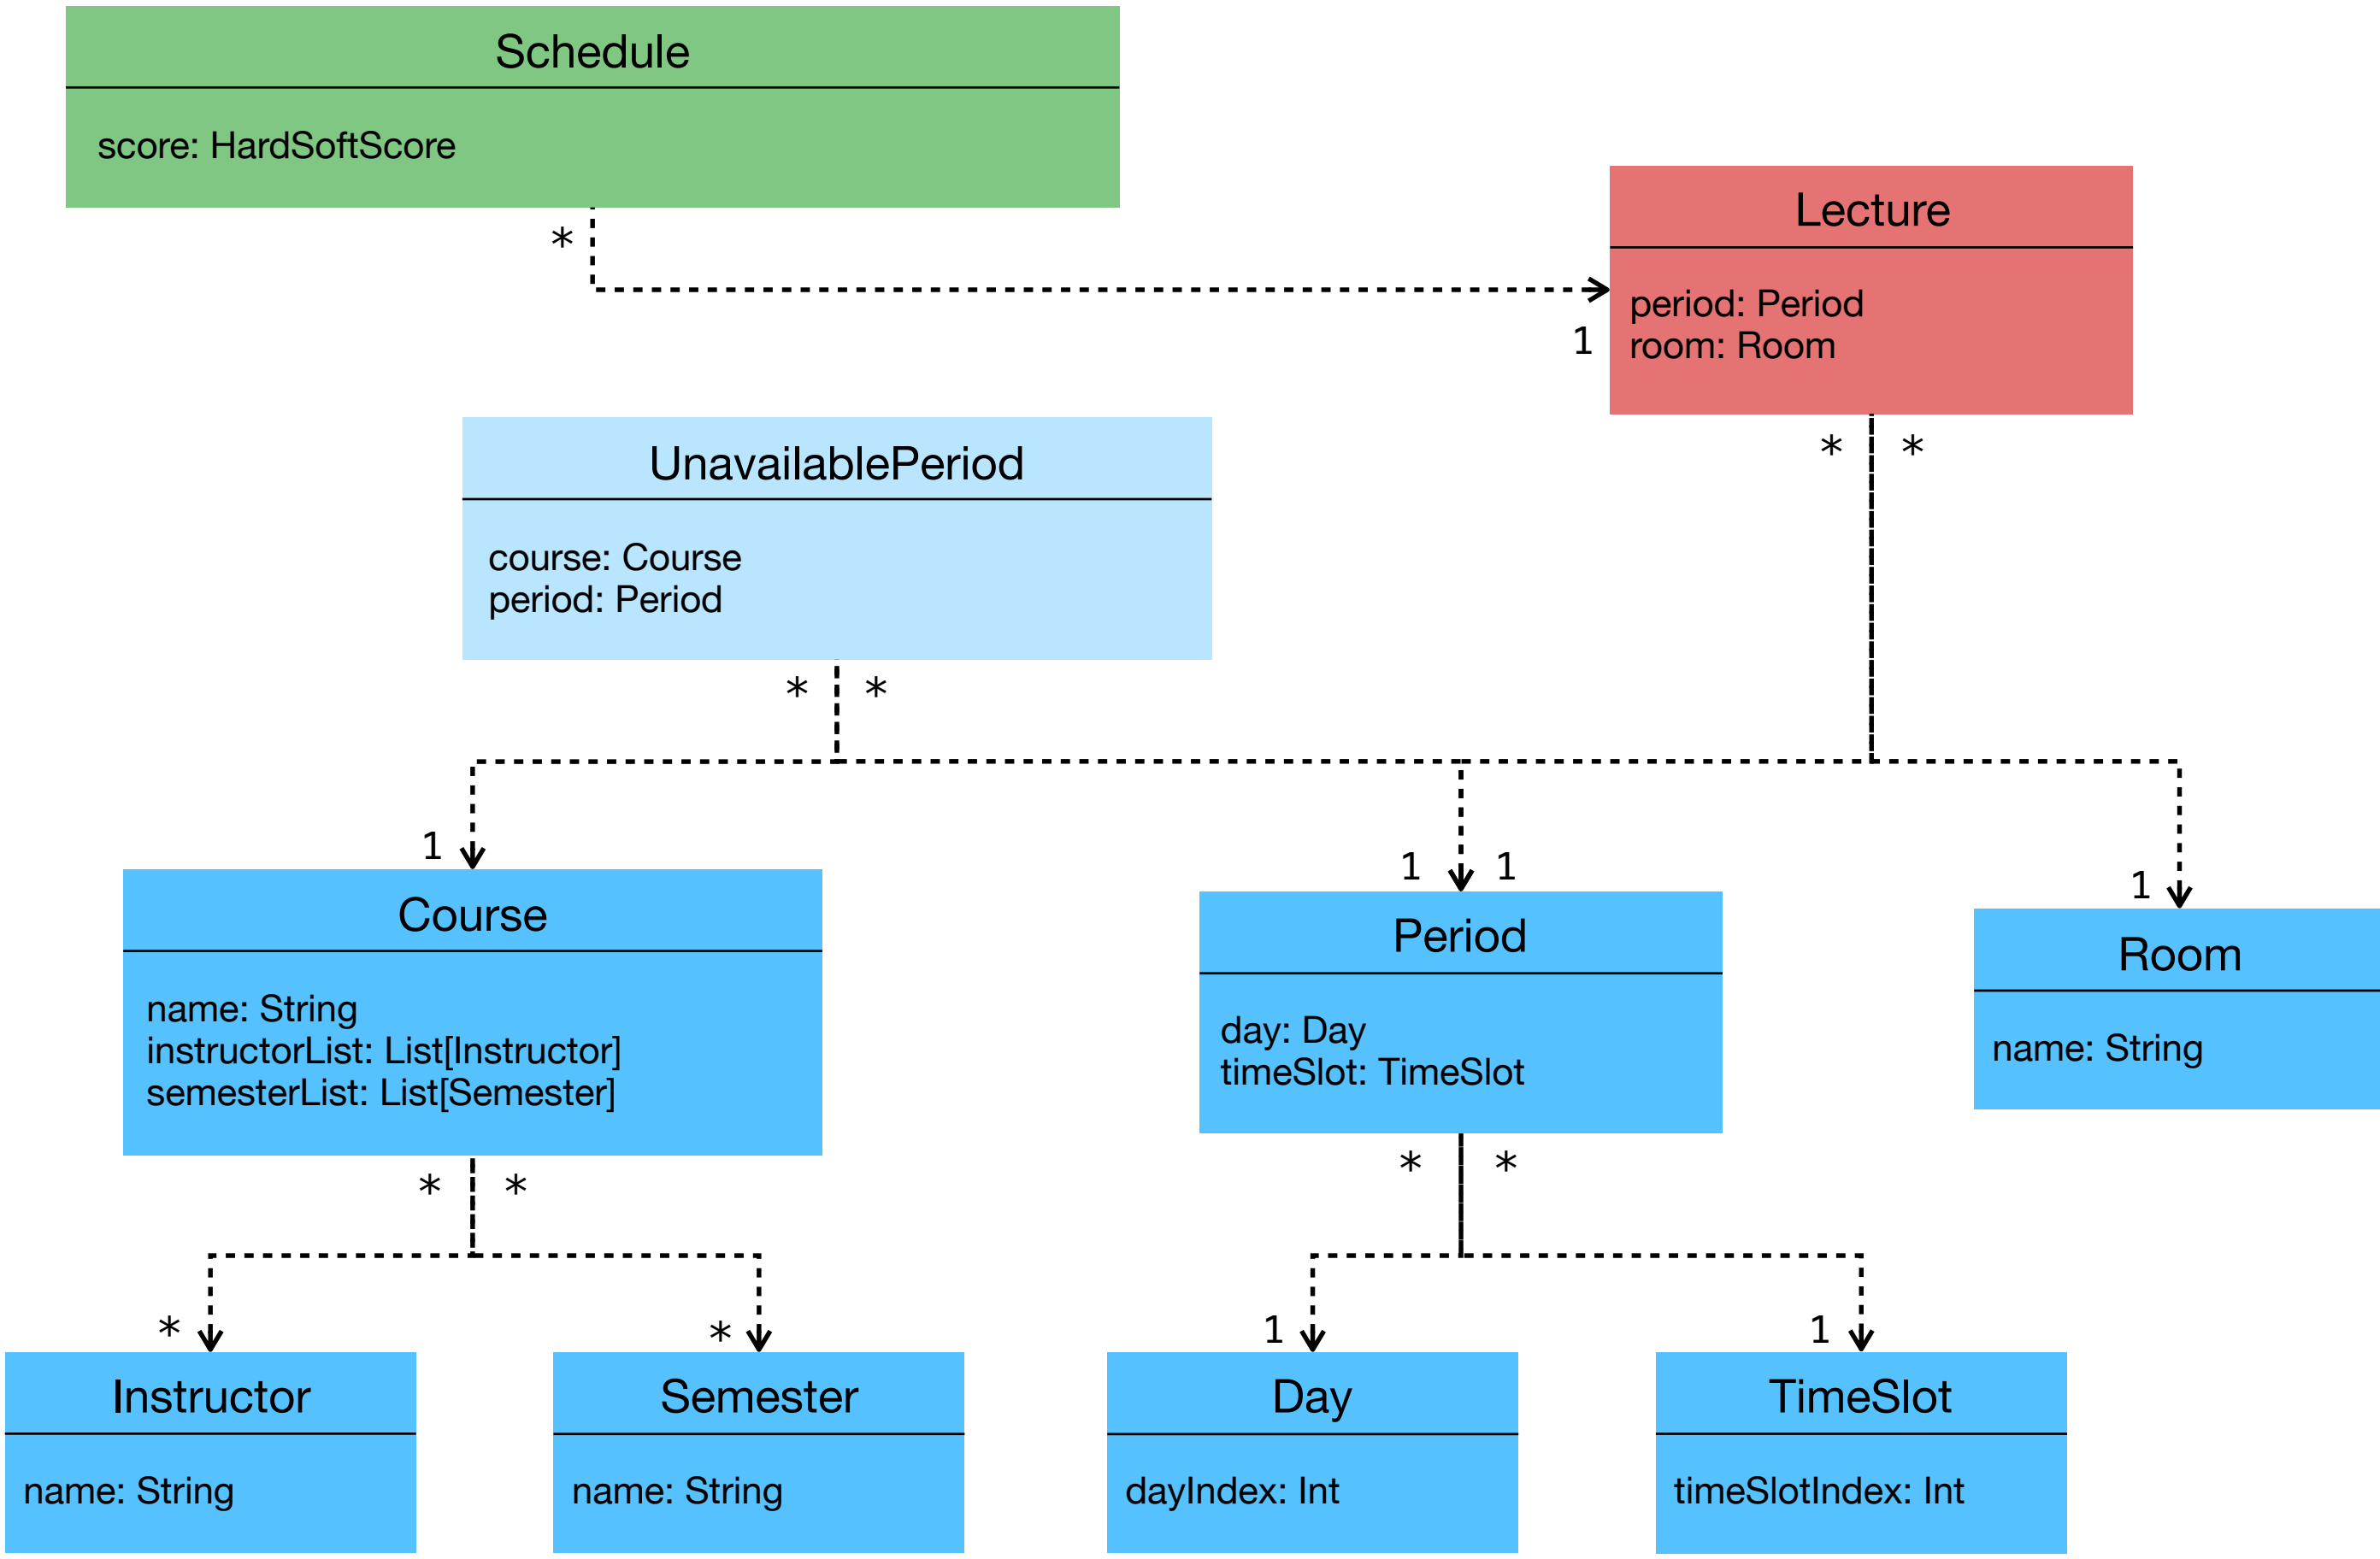 Schedule
score: HardSoftScore
*
1
Lecture
period: Period
room: Room
* *
UnavailablePeriod
course: Course
period: Period
* *
1
1 1
1
Course
name: String
instructorList: List[Instructor]
semesterList: List[Semester]
* *
Period
day: Day
timeSlot: TimeSlot
* *
Room
name: String
*
*
1
1
Instructor
name: String
Semester
name: String
Day
dayIndex: Int
TimeSlot
timeSlotIndex: Int